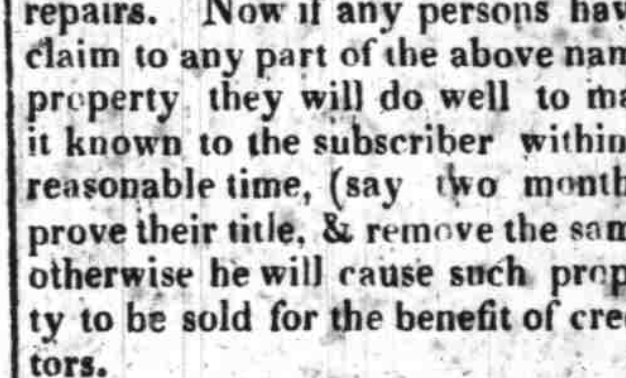 repairs. Now if any persons hav
claim to any part of the above nam
property they will do well to ma
it known to the subscriber within
reasonable time, (say two month
prove their title, & remove the sam
otherwise he will cause such prop
ty to be sold for the benefit of cre
tors.